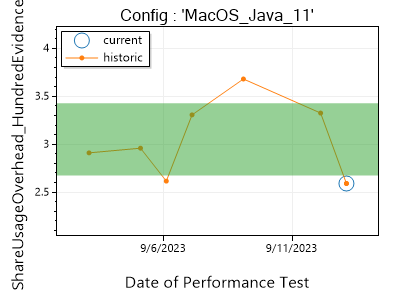 Config : 'MacOS_Java_11'
current
historic
ShareUsageOverhead_HundredEvidence
4
3.5
3
2.5
9/6/2023
9/11/2023
Date of Performance Test